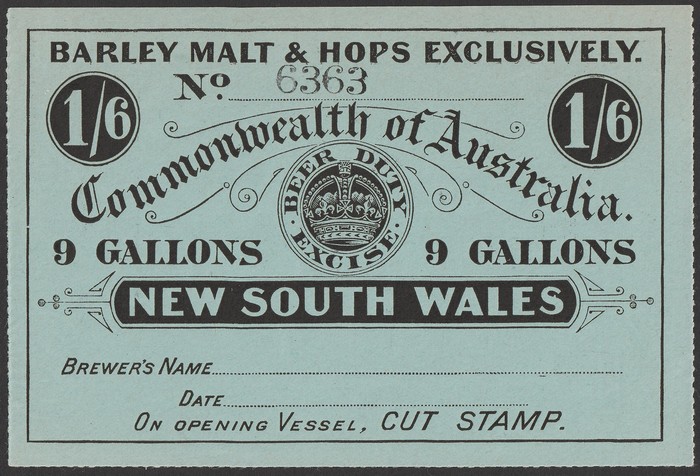 BARLEY MALT & HOPS EXCLUSIVELY.
No. 6363
1/6 1/6
Commonwealth of Australia.
BEER DUTY
EXCISE
9 GALLONS 9 GALLONS
NEW SOUTH WALES
BREWER'S NAME
DATE
ON OPENING VESSEL, CUT STAMP.